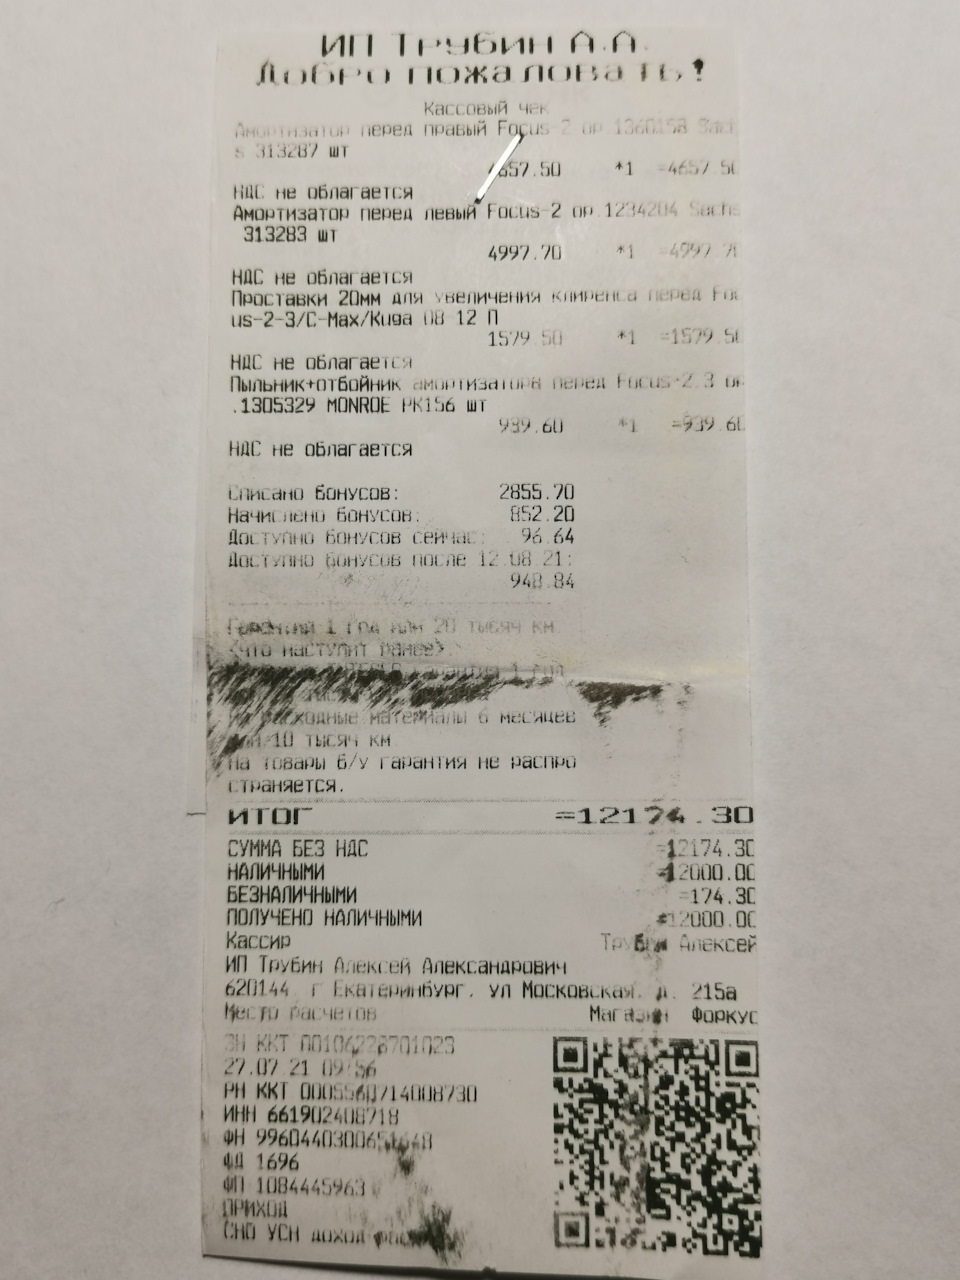 ИП Трубин А.А.
Добро пожаловать!
Кассовый чек
Амортизатор перед правый Focus-2 ор.1360158 Sach
s 313287 шт
4657.50 *1 =4657.50
НДС не облагается
Амортизатор перед левый Focus-2 ор.1234204 Sachs
313283 шт
4997.70 *1 =4997.70
НДС не облагается
Проставки 20мм для увеличения клиренса перед Foc
us-2-3/C-Max/Kuga 08-12 П
1579.50 *1 =1579.50
НДС не облагается
Пыльник+отбойник амортизатора перед Focus-2.3 ор
.1305329 MONROE PK156 шт
939.60 *1 =939.60
НДС не облагается
Списано бонусов: 2855.70
Начислено бонусов: 852.20
Доступно бонусов сейчас: 96.64
Доступно бонусов после 12.08.21:
948.84
Гарантия 1 год или 20 тысяч км
(что наступит ранее).
гарантия 1 год
расходные материалы 6 месяцев
или 10 тысяч км
На товары б/у гарантия не распро
страняется.
ИТОГ =12174.30
СУММА БЕЗ НДС =12174.30
НАЛИЧНЫМИ =12000.00
БЕЗНАЛИЧНЫМИ =174.30
ПОЛУЧЕНО НАЛИЧНЫМИ =12000.00
Кассир Трубин Алексей
ИП Трубин Алексей Александрович
620144, г Екатеринбург, ул Московская, д. 215а
Место расчетов Магазин Форкус
ЗН ККТ 00106226701023
27.07.21 09:56
РН ККТ 0005560714008730
ИНН 661902408718
ФН
ФД 1696
ФП 1084445963
ПРИХОД
СНО УСН доход